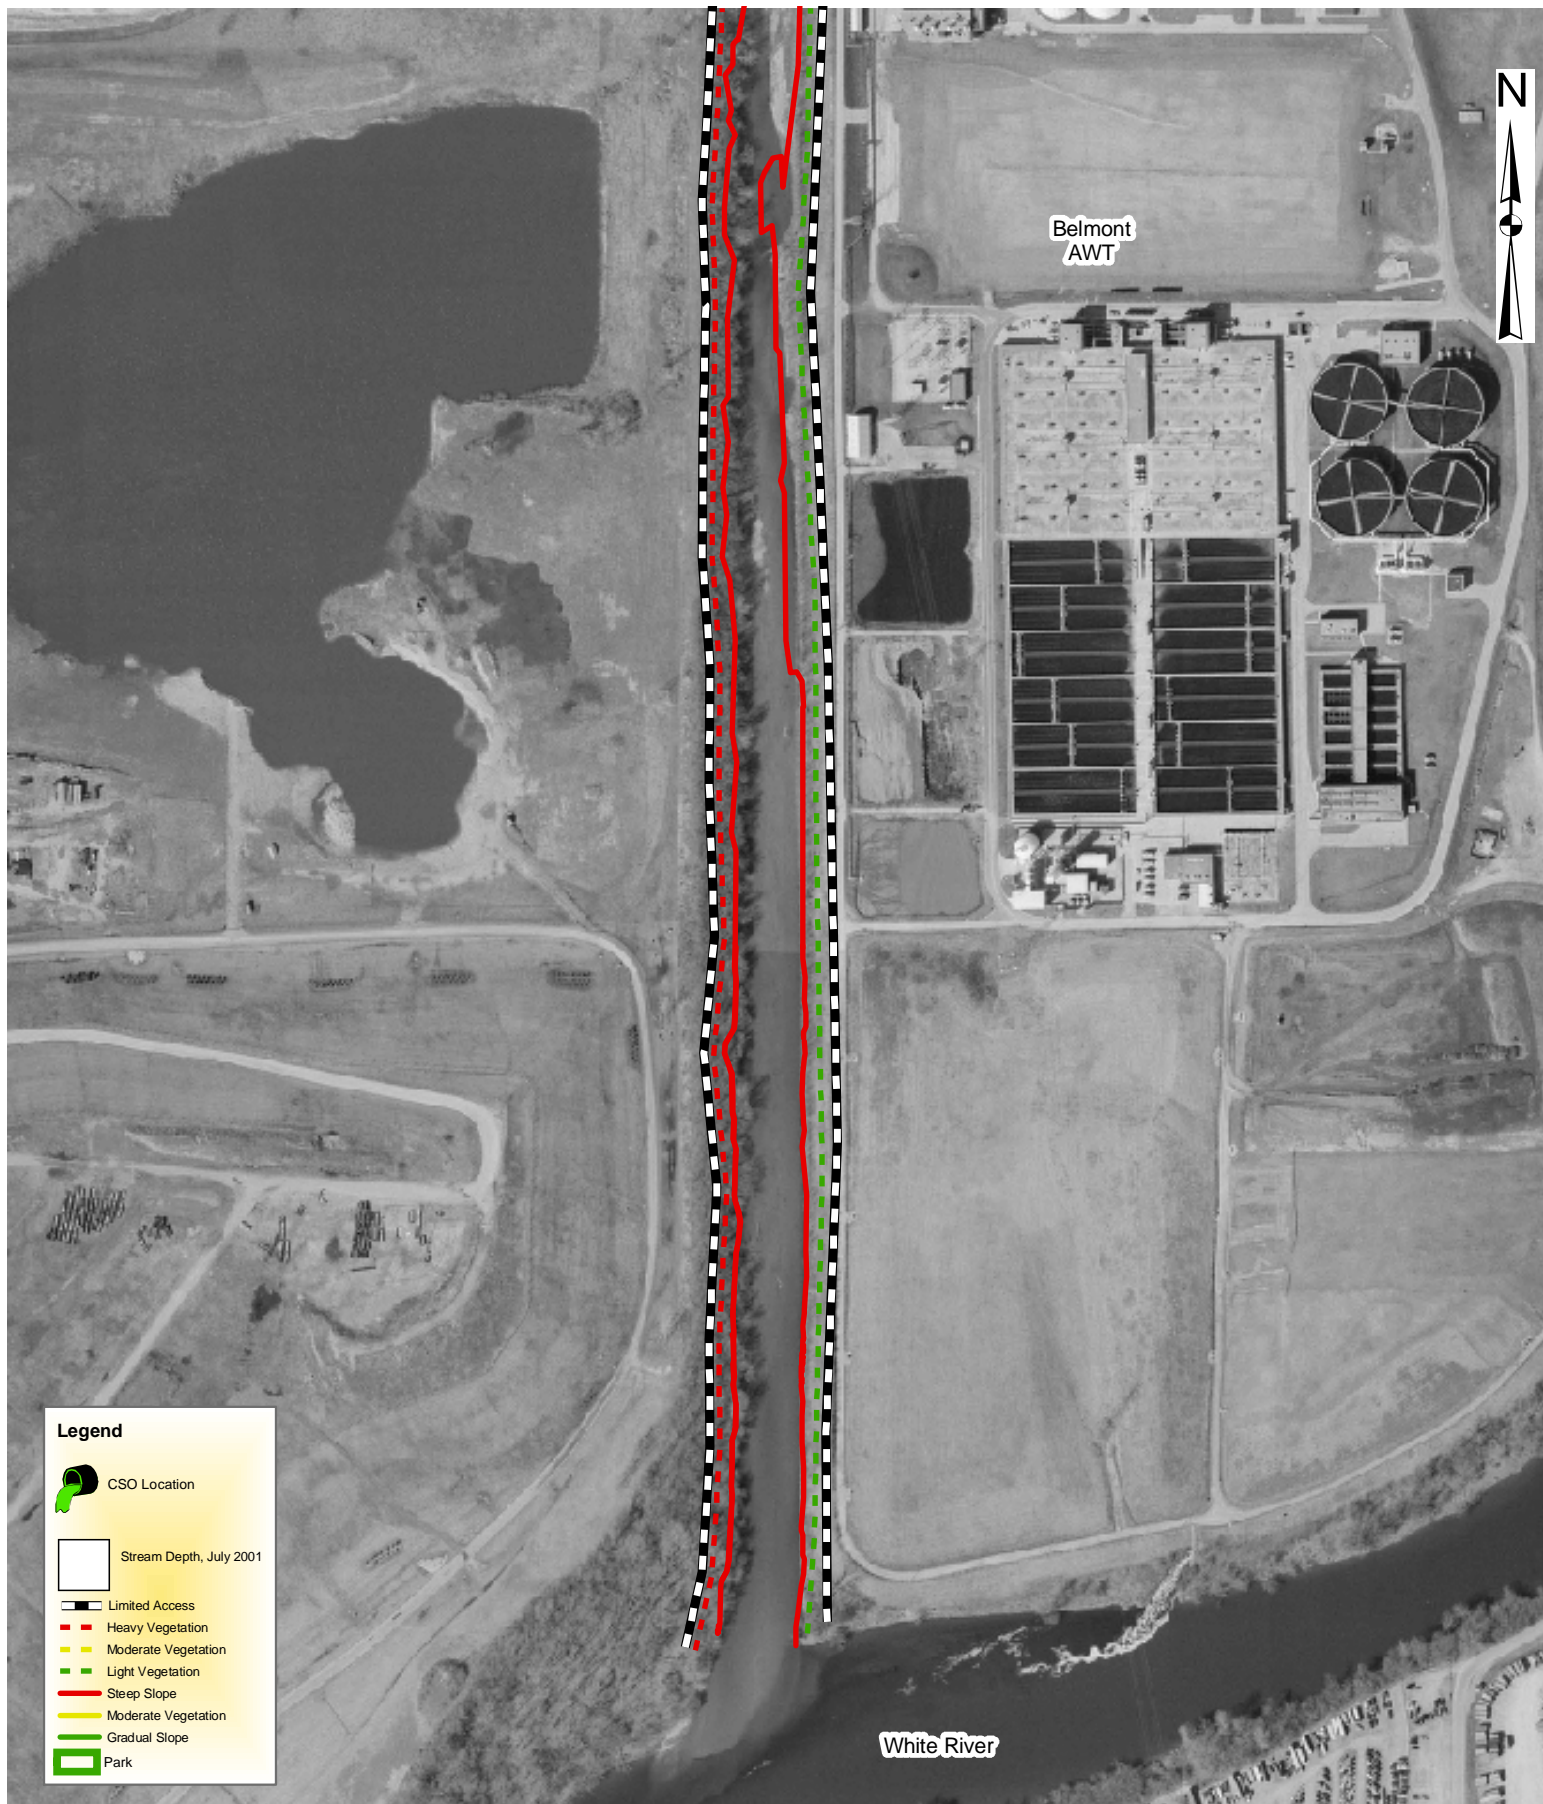 N
Belmont
AWT
Legend
CSO Location
Stream Depth, July 2001
Limited Access
Heavy Vegetation
Moderate Vegetation
Light Vegetation
Steep Slope
Moderate Vegetation
Gradual Slope
Park
White River